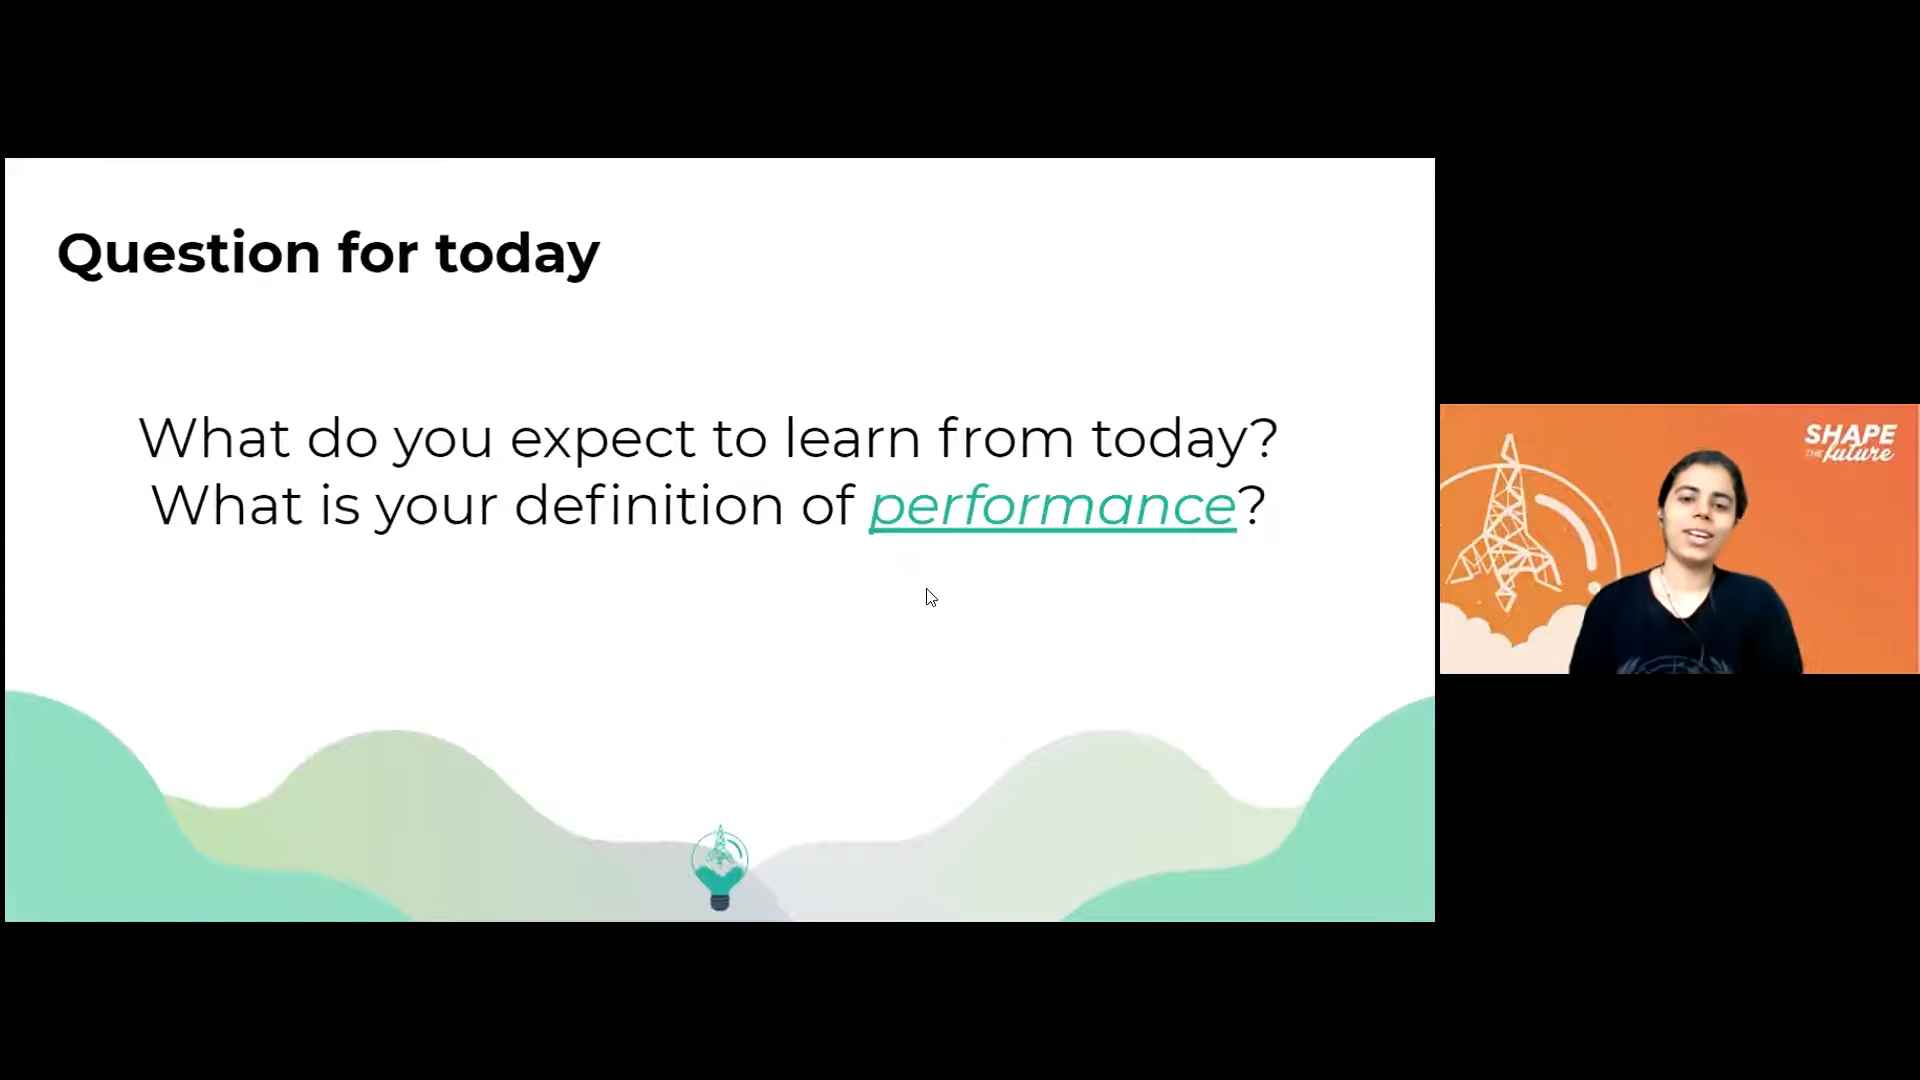 Question for today
What do you expect to learn from today?
What is your definition of performance?
SHAPE
THE future